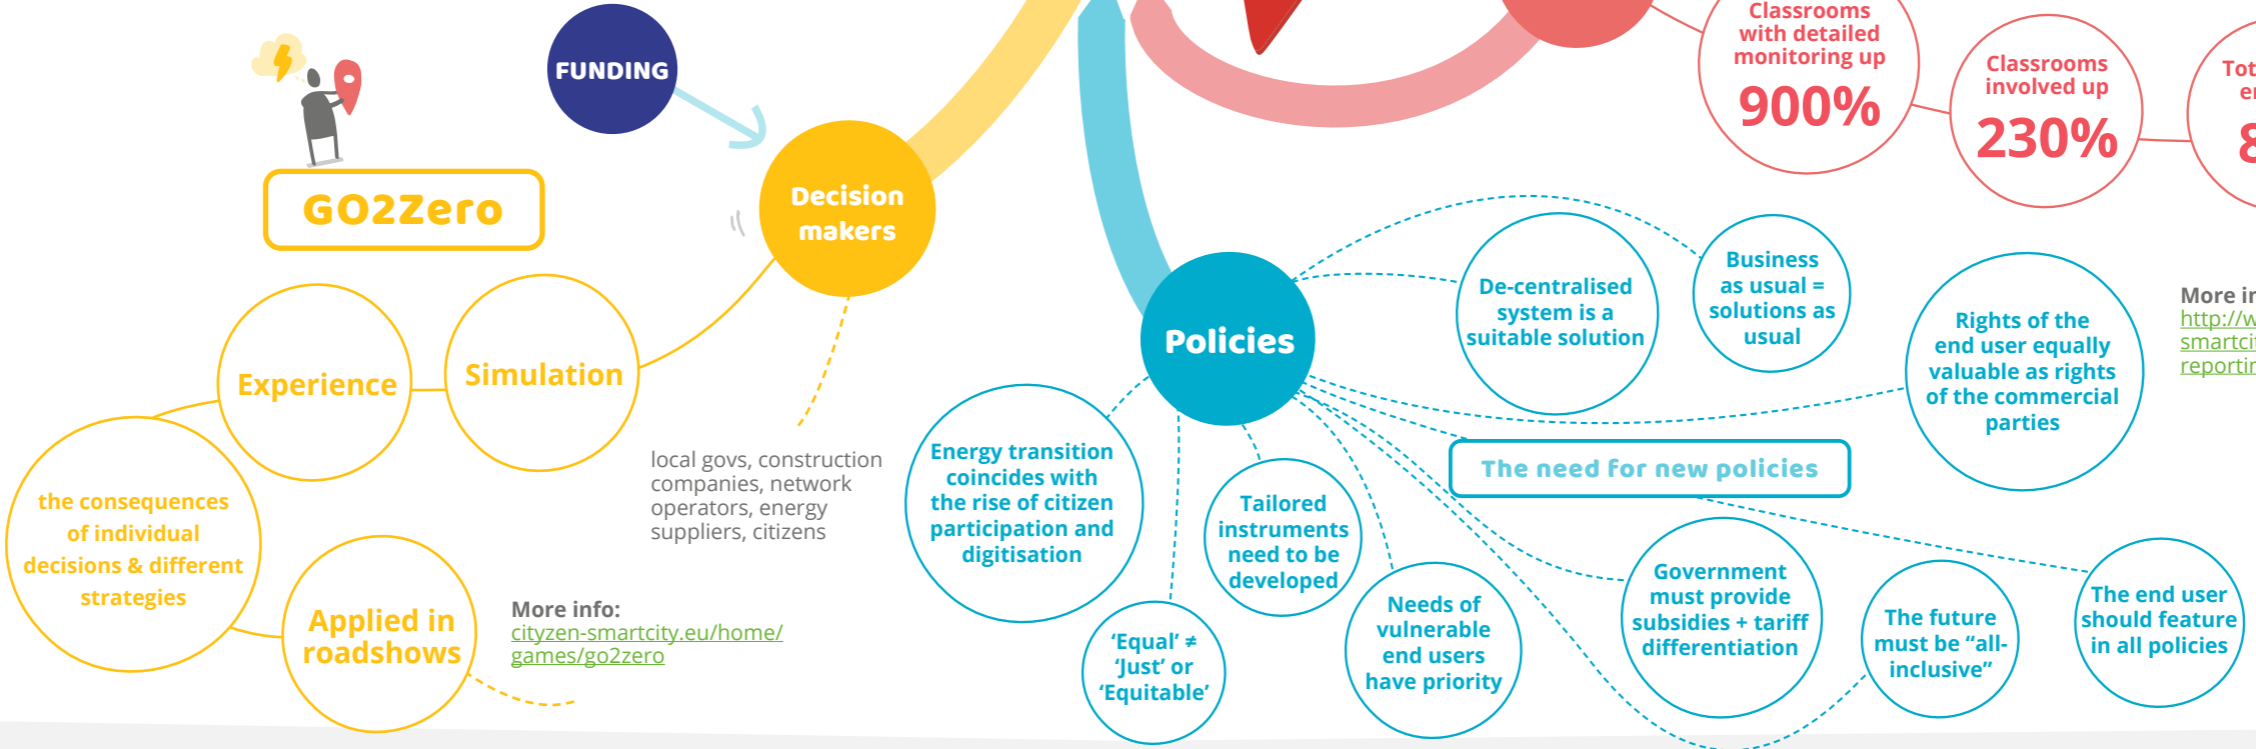 FUNDING
GO2Zero
Decision
makers
Simulation
Experience
the consequences
of individual
decisions & different
strategies
Applied in
roadshows
local govs, construction
companies, network
operators, energy
suppliers, citizens
More info:
cityzen-smartcity.eu/home/
games/go2zero
Classrooms
with detailed
monitoring up
900%
Classrooms
involved up
230%
Policies
De-centralised
system is a
suitable solution
Business
as usual =
solutions as
usual
Rights of the
end user equally
valuable as rights
of the commercial
parties
More
The need for new policies
Energy transition
coincides with
the rise of citizen
participation and
digitisation
Tailored
instruments
need to be
developed
‘Equal’ ≠
‘Just’ or
‘Equitable’
Needs of
vulnerable
end users
have priority
Government
must provide
subsidies + tariff
differentiation
The future
must be “all-
inclusive”
The end user
should feature
in all policies